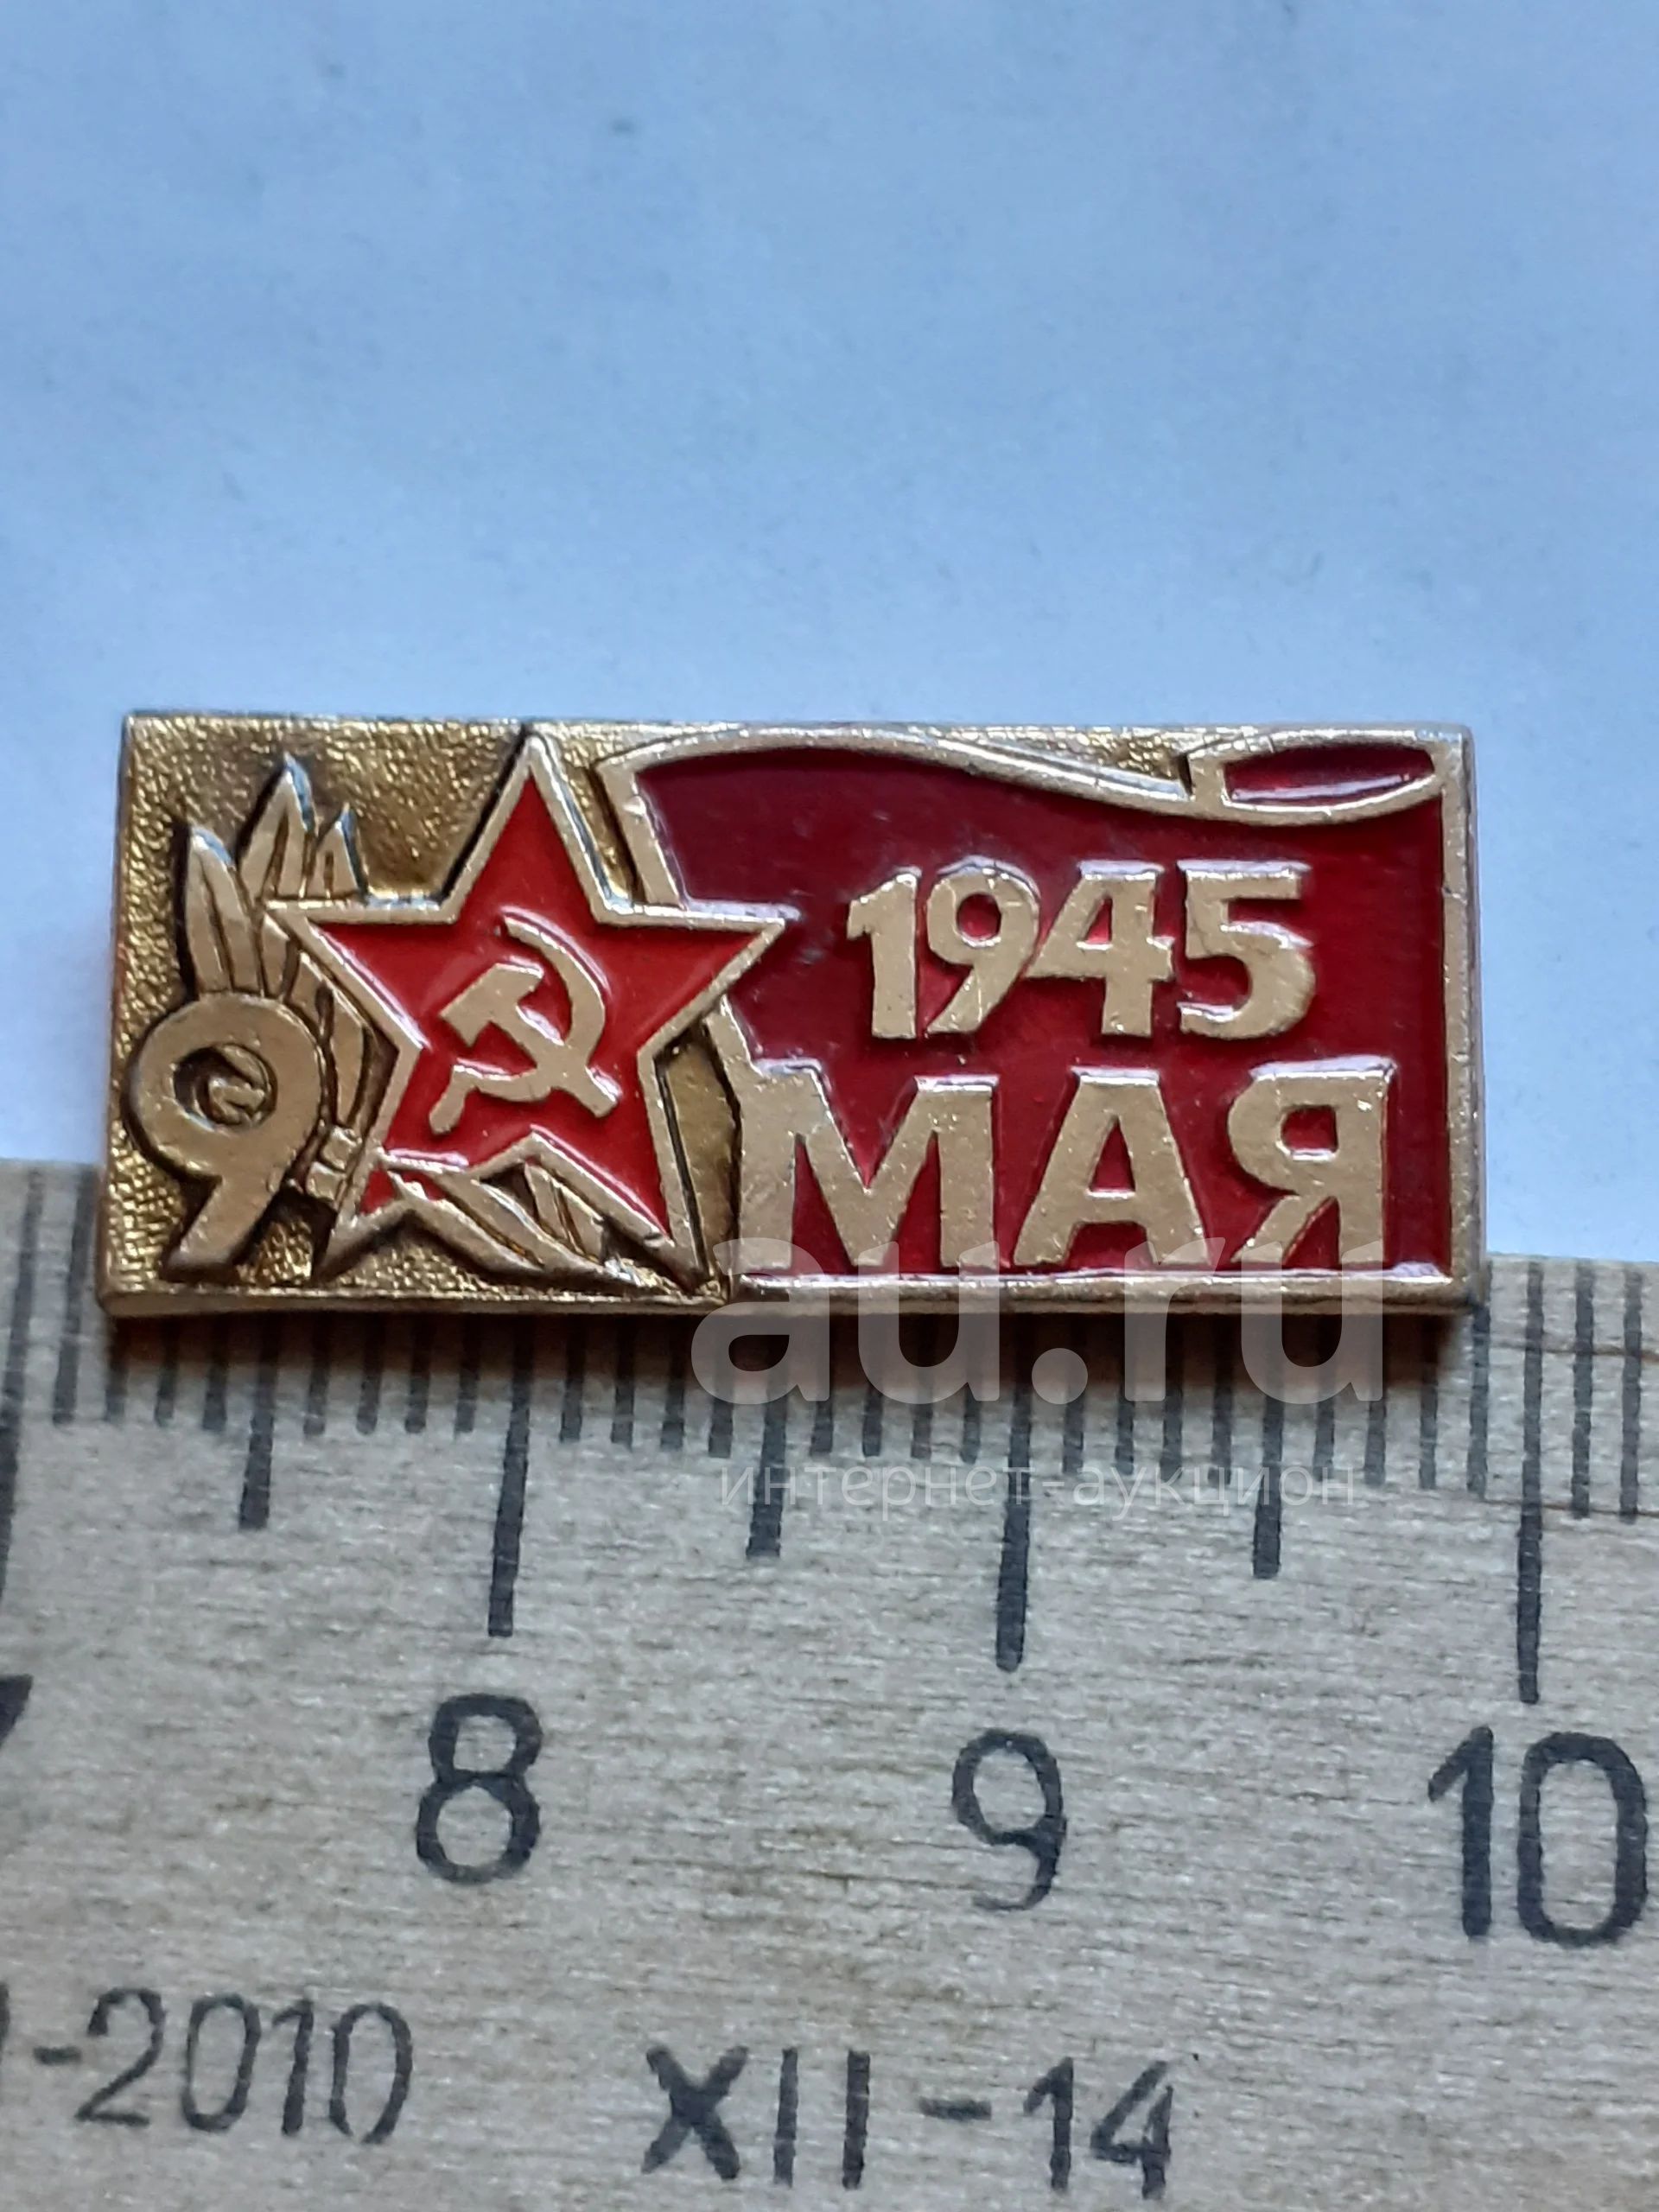 1945
9 МАЯ
au.ru
интернет-аукцион
8 9 10
-2010 XII-14